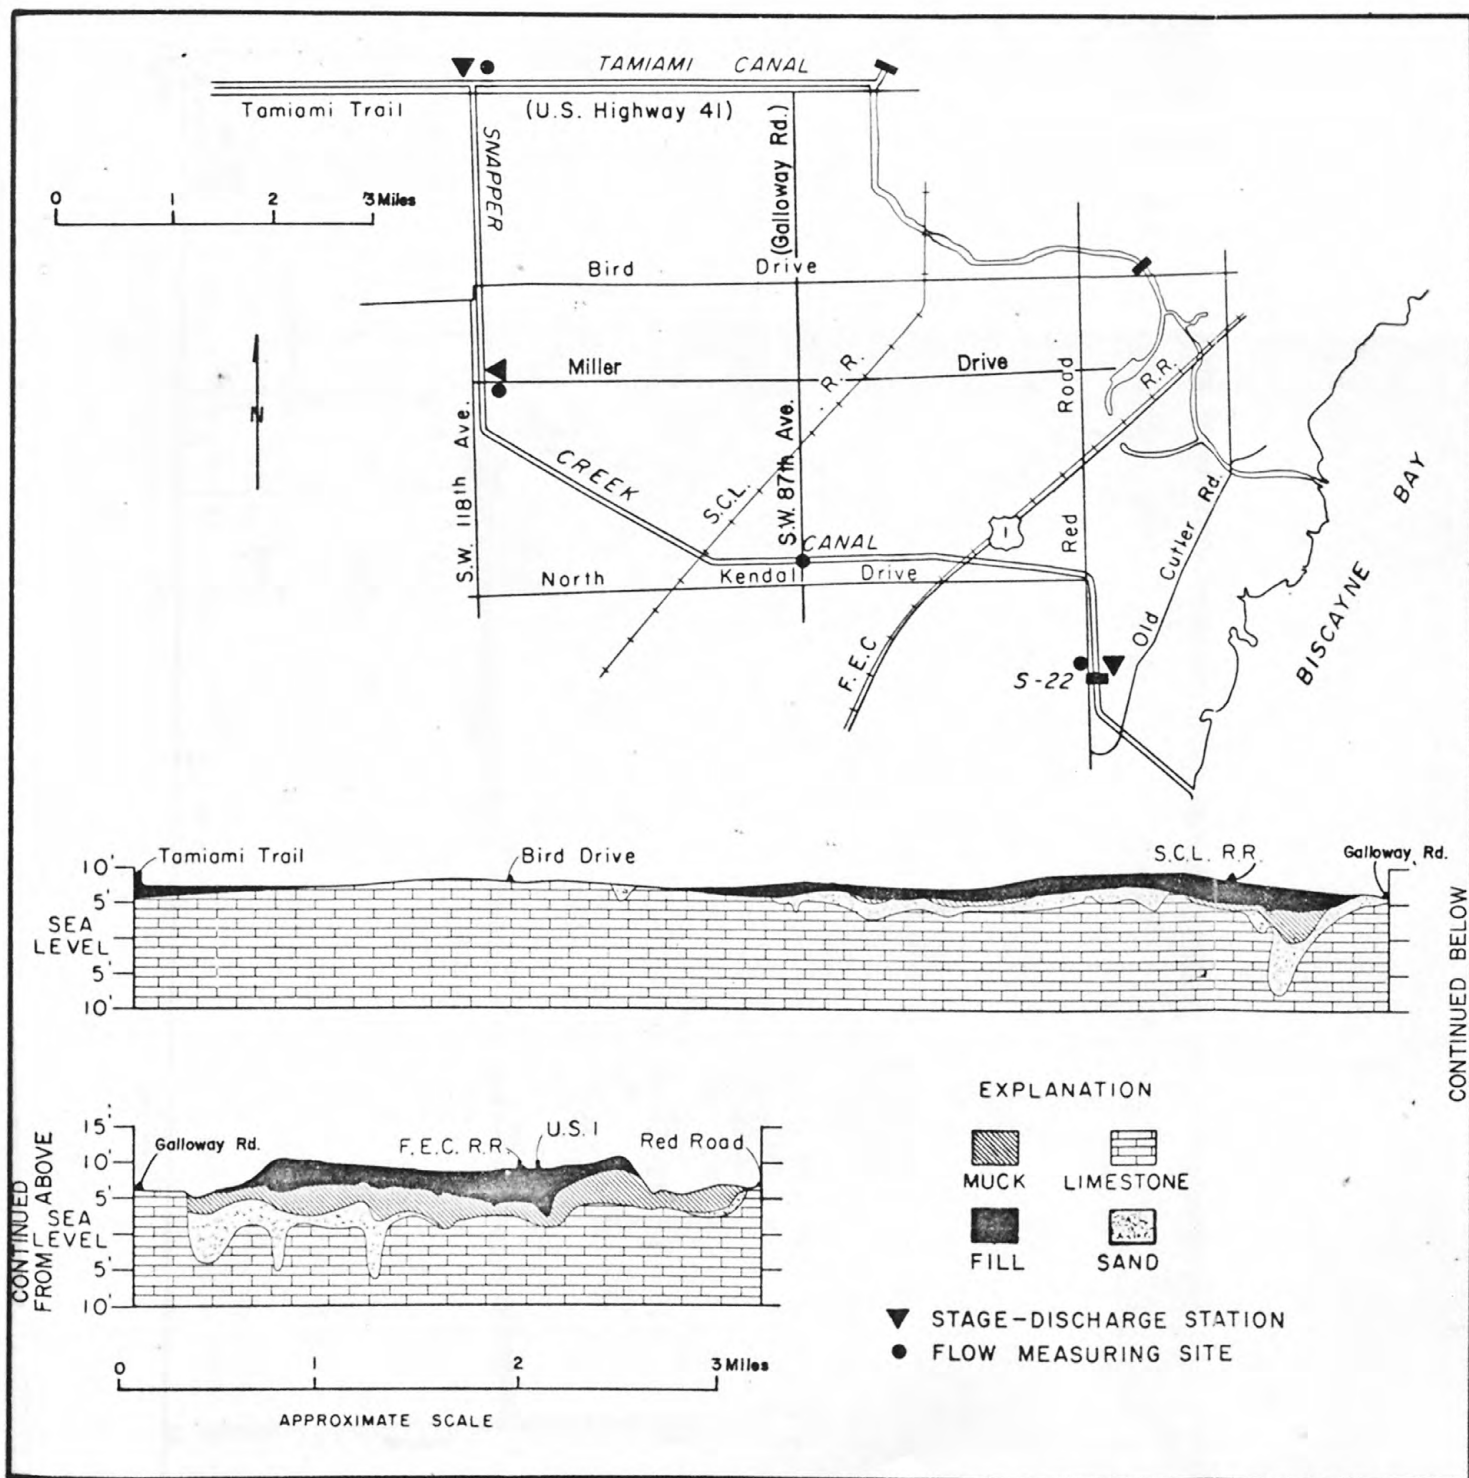 TAMIAMI CANAL
Tamiami Trail
(U.S. Highway 41)
(Galloway Rd.)
SNAPPER
0 1 2 3 Miles
Bird Drive
N
Miller Drive
R.R.
Road
R.R.
S.W. 118th Ave.
CREEK
S.C.L.
S.W. 87th Ave.
CANAL
1
Red
Old Cutler Rd.
BISCAYNE BAY
North Kendall Drive
F.E.C
S-22
10'
Tamiami Trail
Bird Drive
S.C.L. R.R.
Galloway Rd.
5'
SEA
LEVEL
5'
10'
CONTINUED BELOW
CONTINUED
FROM ABOVE
15'
Galloway Rd.
F.E.C. R.R.
U.S. 1
Red Road
10'
5'
SEA
LEVEL
5'
10'
EXPLANATION
MUCK LIMESTONE
FILL SAND
STAGE-DISCHARGE STATION
FLOW MEASURING SITE
0 1 2 3 Miles
APPROXIMATE SCALE